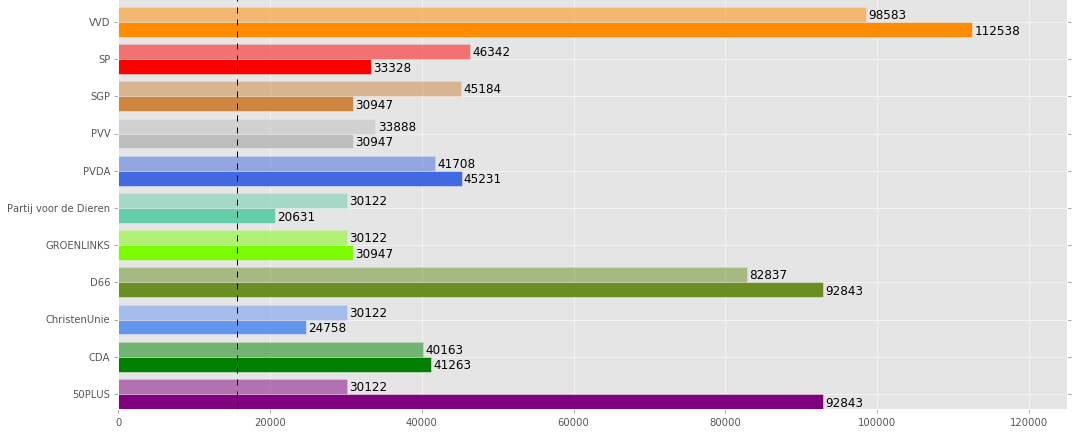 VVD
98583
112538
SP
46342
33328
SGP
45184
30947
PVV
33888
30947
PVDA
41708
45231
Partij voor de Dieren
30122
20631
GROENLINKS
30122
30947
D66
82837
92843
ChristenUnie
30122
24758
CDA
40163
41263
50PLUS
30122
92843
0 20000 40000 60000 80000 100000 120000